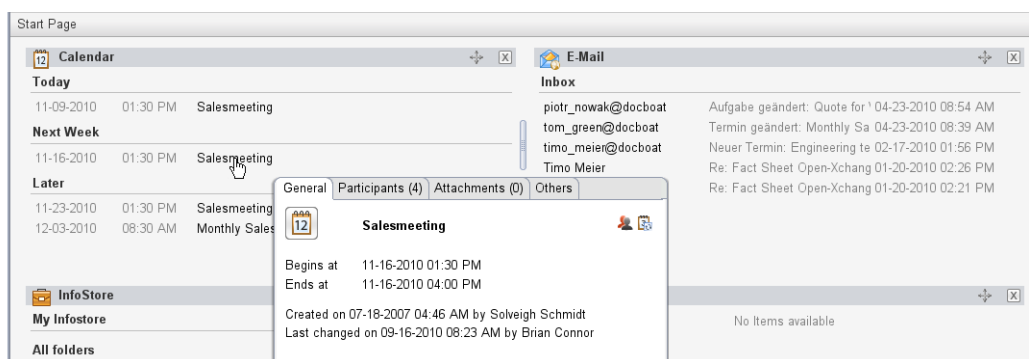 Start Page
Calendar
Today
11-09-2010 01:30 PM Salesmeeting
Next Week
11-16-2010 01:30 PM Salesmeeting
Later
11-23-2010 01:30 PM Salesmeeting
12-03-2010 08:30 AM Monthly Sales
E-Mail
Inbox
piotr_nowak@docboat Aufgabe geändert: Quote for 04-23-2010 08:54 AM
tom_green@docboat Termin geändert: Monthly Sa 04-23-2010 08:39 AM
timo_meier@docboat Neuer Termin: Engineering te 02-17-2010 01:56 PM
Timo Meier Re: Fact Sheet Open-Xchang 01-20-2010 02:26 PM
Re: Fact Sheet Open-Xchang 01-20-2010 02:21 PM
General Participants (4) Attachments (0) Others
12 Salesmeeting
Begins at 11-16-2010 01:30 PM
Ends at 11-16-2010 04:00 PM
Created on 07-18-2007 04:46 AM by Solveigh Schmidt
Last changed on 09-16-2010 08:23 AM by Brian Connor
InfoStore
My Infostore
All folders
No Items available